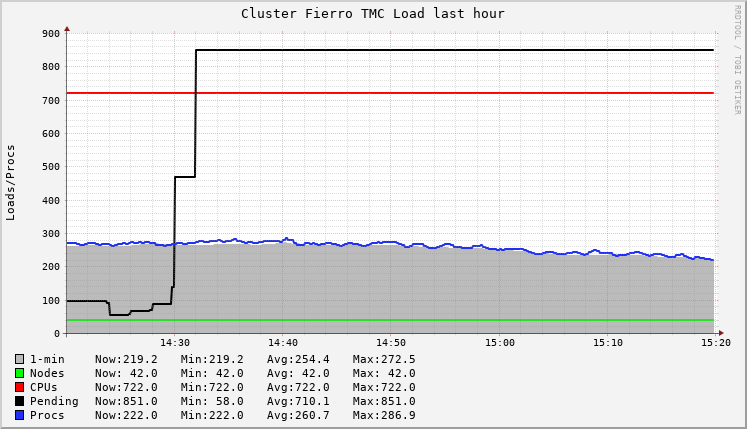 Cluster Fierro TMC Load last hour
RRDTOOL / TOBI OETIKER
Loads/Procs
900
800
700
600
500
400
300
200
100
0
14:30 14:40 14:50 15:00 15:10 15:20
1-min Now:219.2 Min:219.2 Avg:254.4 Max:272.5
Nodes Now: 42.0 Min: 42.0 Avg: 42.0 Max: 42.0
CPUs Now:722.0 Min:722.0 Avg:722.0 Max:722.0
Pending Now:851.0 Min: 58.0 Avg:710.1 Max:851.0
Procs Now:222.0 Min:222.0 Avg:260.7 Max:286.9